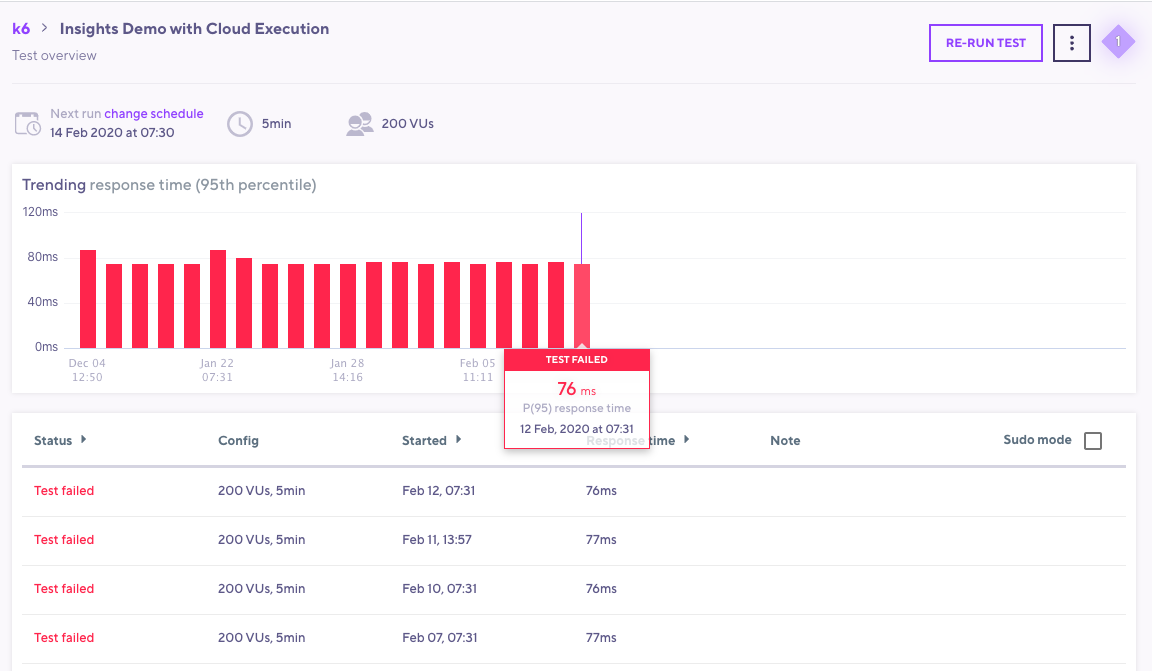 k6 > Insights Demo with Cloud Execution
Test overview
RE-RUN TEST
1
Next run change schedule
14 Feb 2020 at 07:30
5min
200 VUs
Trending response time (95th percentile)
120ms
80ms
40ms
0ms
Dec 04
12:50
Jan 22
07:31
Jan 28
14:16
Feb 05
11:11
TEST FAILED
76 ms
P(95) response time
12 Feb, 2020 at 07:31
Status Config Started Response time Note Sudo mode
Test failed 200 VUs, 5min Feb 12, 07:31 76ms
Test failed 200 VUs, 5min Feb 11, 13:57 77ms
Test failed 200 VUs, 5min Feb 10, 07:31 76ms
Test failed 200 VUs, 5min Feb 07, 07:31 77ms